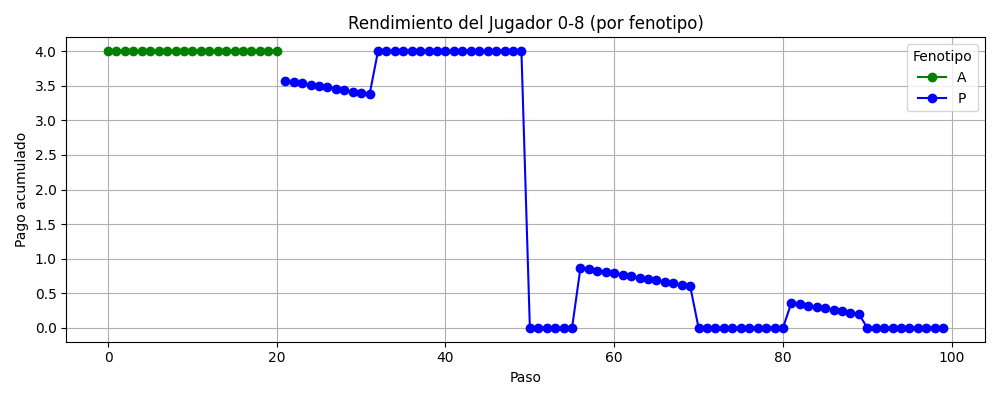 Rendimiento del Jugador 0-8 (por fenotipo)
Pago acumulado
4.0
3.5
3.0
2.5
2.0
1.5
1.0
0.5
0.0
Fenotipo
A
P
0 20 40 60 80 100
Paso